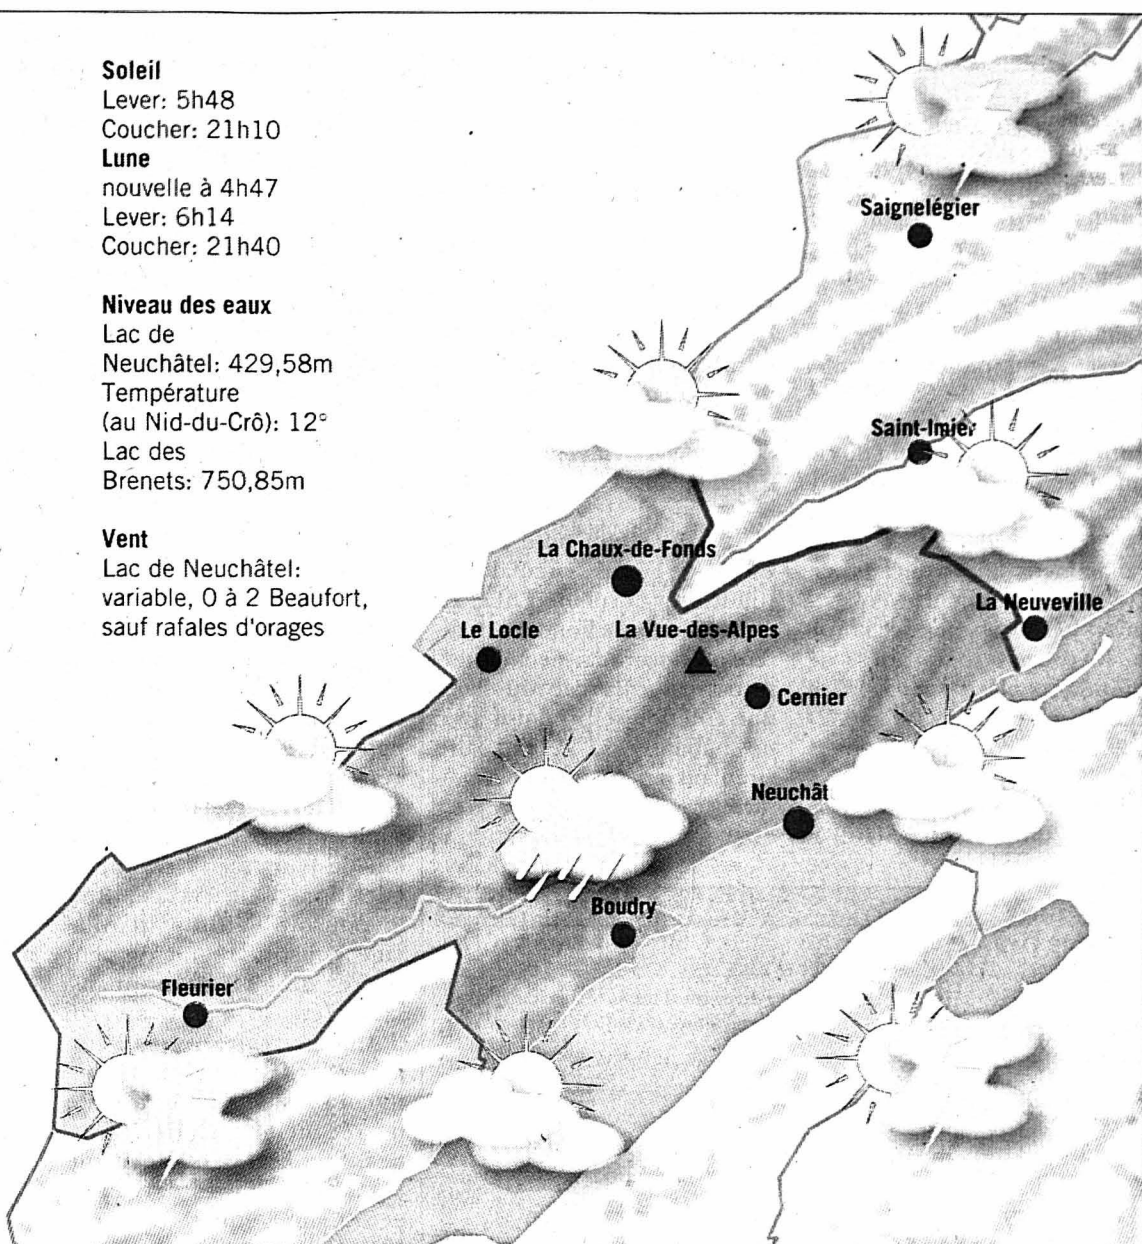 Soleil
Lever: 5h48
Coucher: 21h10
Lune
nouvelle à 4h47
Lever: 6h14
Coucher: 21h40
Niveau des eaux
Lac de
Neuchâtel: 429,58m
Température
(au Nid-du-Crô): 12°
Lac des
Brenets: 750,85m
Vent
Lac de Neuchâtel:
variable, 0 à 2 Beaufort,
sauf rafales d'orages
Saignelégier
Saint-Imier
La Chaux-de-Fonds
La Neuveville
Le Locle
La Vue-des-Alpes
Cernier
Neuchât
Boudry
Fleurier